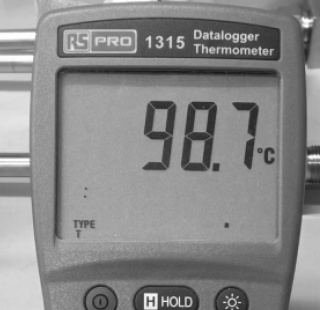 RS PRO 1315 Datalogger
Thermometer
98.7 °C
:
TYPE
T
H HOLD